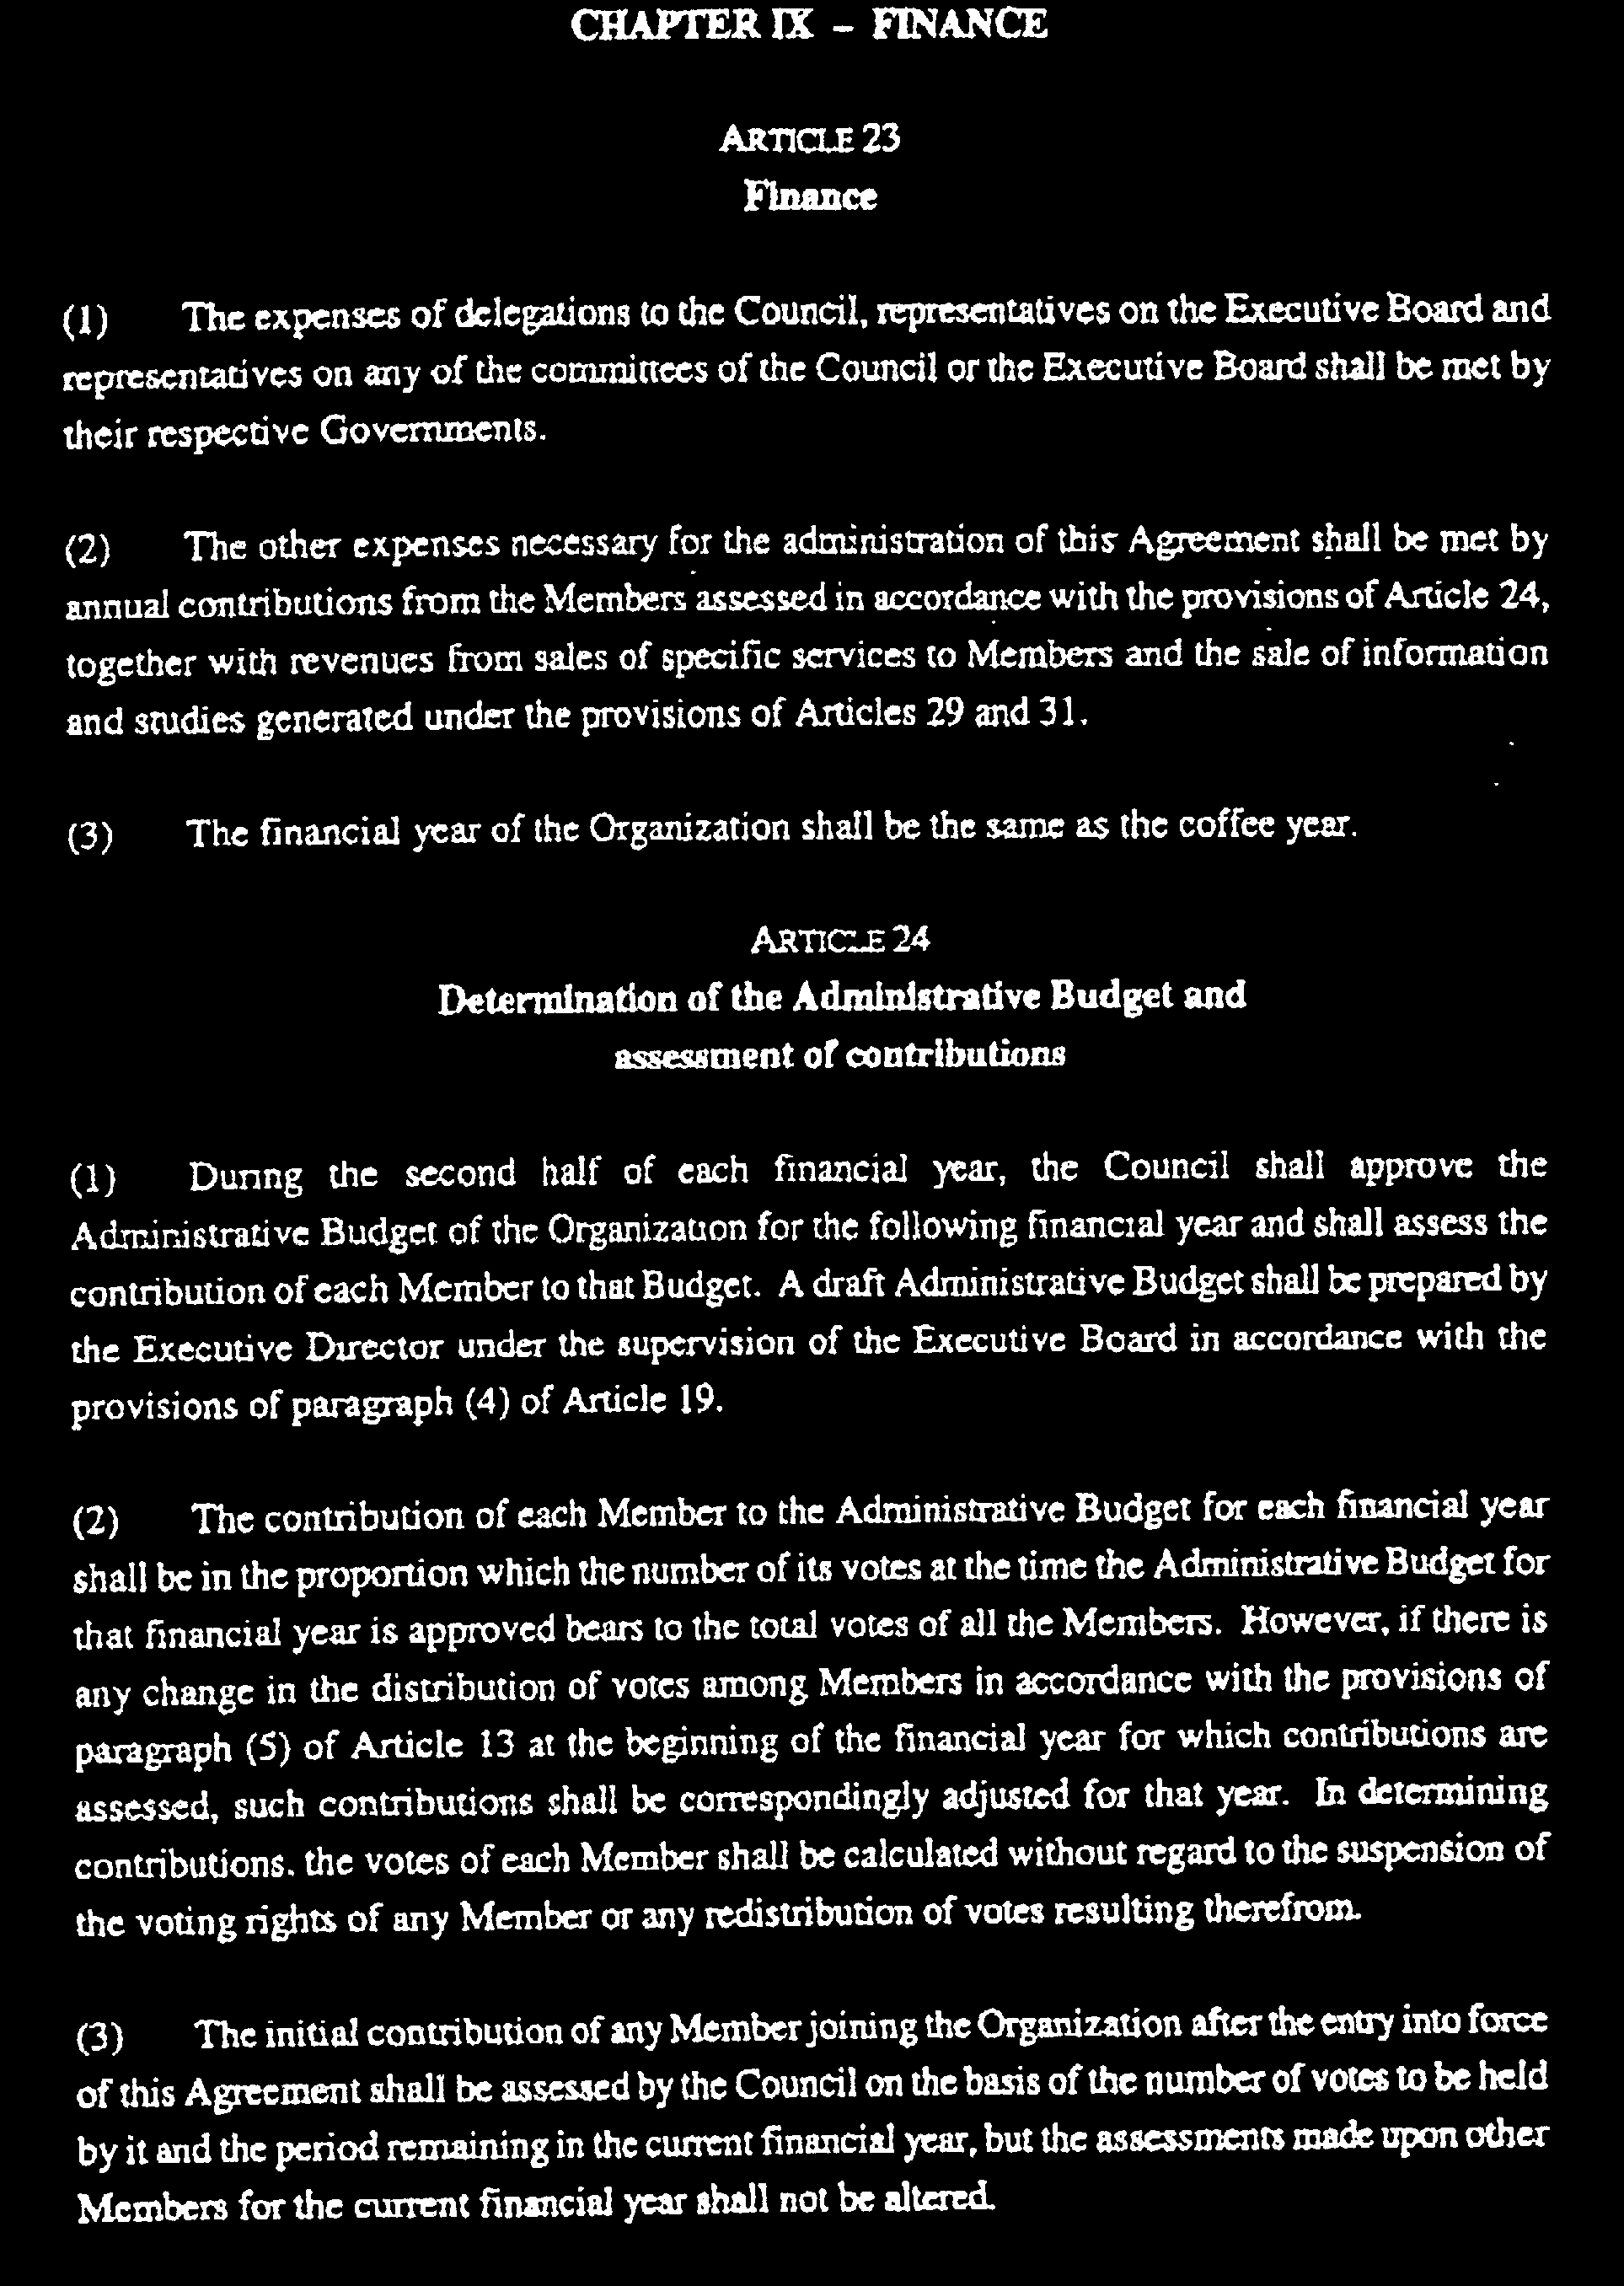 CHAPTER IX – FINANCE
ARTICLE 23
Finance
(1) The expenses of delegations to the Council, representatives on the Executive Board and
representatives on any of the committees of the Council or the Executive Board shall be met by
their respective Governments.
(2) The other expenses necessary for the administration of this Agreement shall be met by
annual contributions from the Members assessed in accordance with the provisions of Article 24,
together with revenues from sales of specific services to Members and the sale of information
and studies generated under the provisions of Articles 29 and 31.
(3) The financial year of the Organization shall be the same as the coffee year.
ARTICLE 24
Determination of the Administrative Budget and
assessment of contributions
(1) During the second half of each financial year, the Council shall approve the
Administrative Budget of the Organization for the following financial year and shall assess the
contribution of each Member to that Budget. A draft Administrative Budget shall be prepared by
the Executive Director under the supervision of the Executive Board in accordance with the
provisions of paragraph (4) of Article 19.
(2) The contribution of each Member to the Administrative Budget for each financial year
shall be in the proportion which the number of its votes at the time the Administrative Budget for
that financial year is approved bears to the total votes of all the Members. However, if there is
any change in the distribution of votes among Members in accordance with the provisions of
paragraph (5) of Article 13 at the beginning of the financial year for which contributions are
assessed, such contributions shall be correspondingly adjusted for that year. In determining
contributions, the votes of each Member shall be calculated without regard to the suspension of
the voting rights of any Member or any redistribution of votes resulting therefrom.
(3) The initial contribution of any Member joining the Organization after the entry into force
of this Agreement shall be assessed by the Council on the basis of the number of votes to be held
by it and the period remaining in the current financial year, but the assessments made upon other
Members for the current financial year shall not be altered.